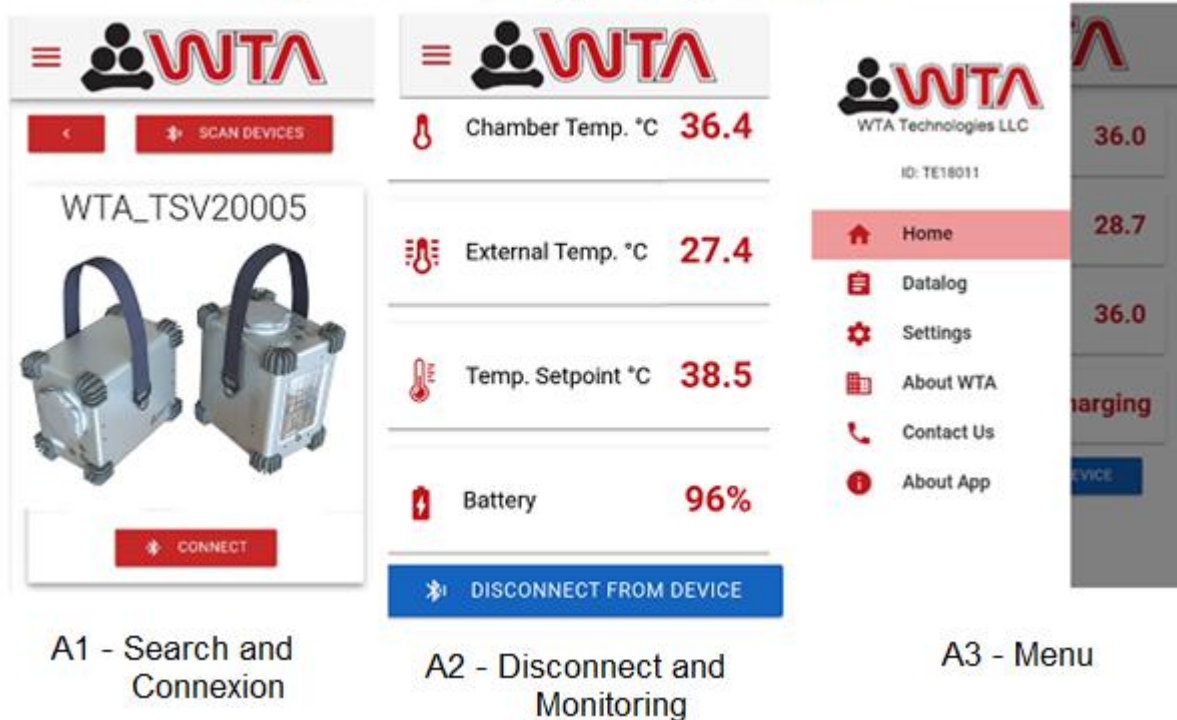 WTA
< SCAN DEVICES
WTA_TSV20005
CONNECT
A1 - Search and
Connexion
WTA
Chamber Temp. °C 36.4
External Temp. °C 27.4
Temp. Setpoint °C 38.5
Battery 96%
DISCONNECT FROM DEVICE
A2 - Disconnect and
Monitoring
WTA
WTA Technologies LLC
ID: TE18011
Home
Datalog
Settings
About WTA
Contact Us
About App
36.0
28.7
36.0
harging
EVICE
A3 - Menu